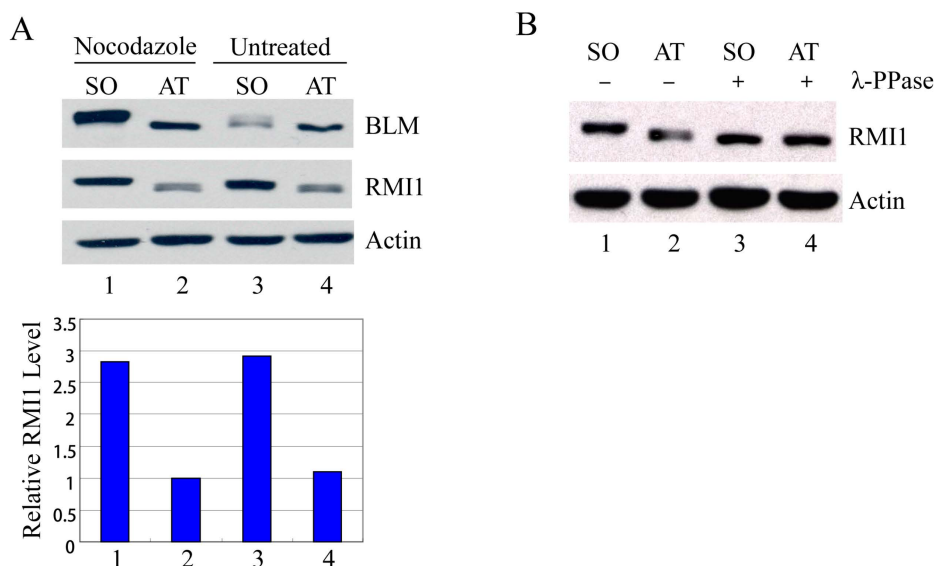 A
Nocodazole Untreated
SO AT SO AT
BLM
RMI1
Actin
1 2 3 4
Relative RMI1 Level
3.5
3
2.5
2
1.5
1
0.5
0
1 2 3 4
B
SO AT SO AT
– – + + λ-PPase
RMI1
Actin
1 2 3 4